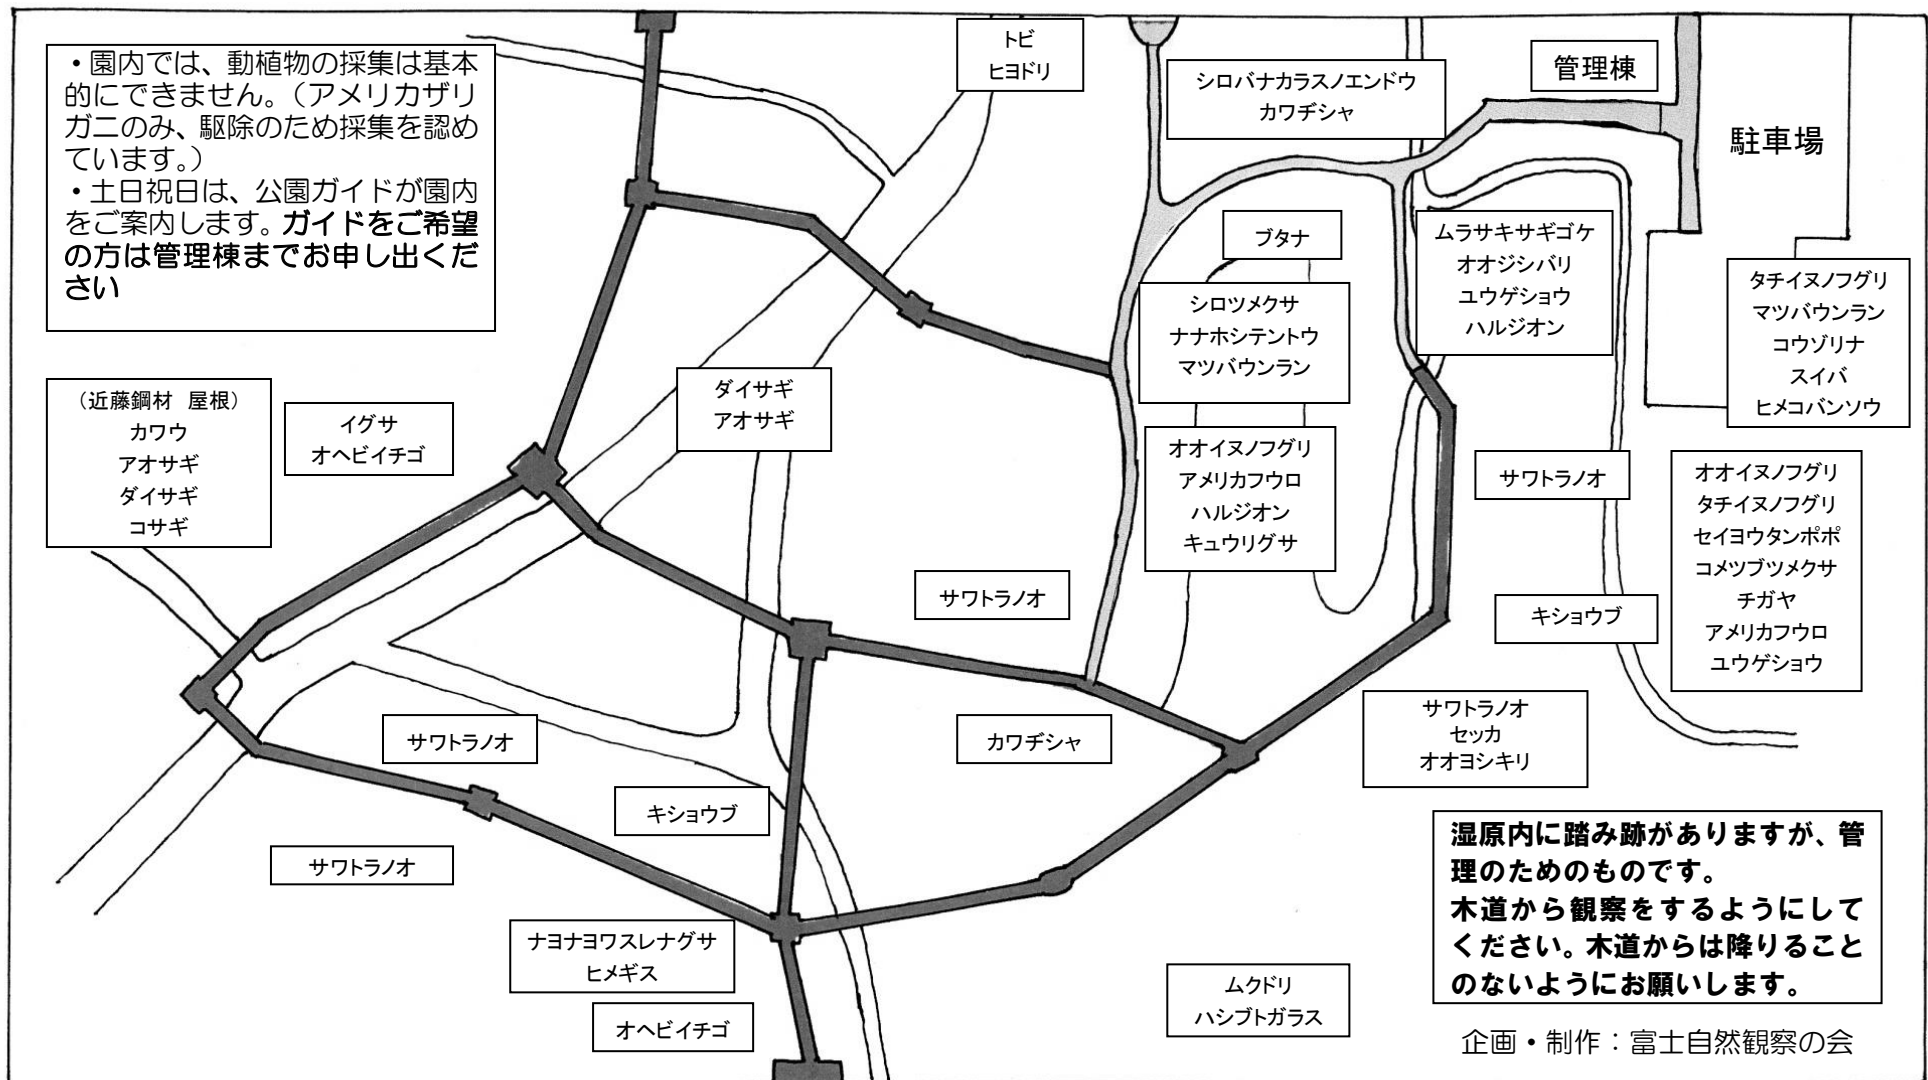 ・園内では、動植物の採集は基本
的にできません。（アメリカザリ
ガニのみ、駆除のため採集を認め
ています。）
・土日祝日は、公園ガイドが園内
をご案内します。ガイドをご希望
の方は管理棟までお申し出くだ
さい
トビ
ヒヨドリ
シロバナカラスノエンドウ
カワヂシャ
管理棟
駐車場
ブタナ
ムラサキサギゴケ
オオジシバリ
ユウゲショウ
ハルジオン
シロツメクサ
ナナホシテントウ
マツバウンラン
タチイヌノフグリ
マツバウンラン
コウゾリナ
スイバ
ヒメコバンソウ
（近藤鋼材 屋根）
カワウ
アオサギ
ダイサギ
コサギ
イグサ
オヘビイチゴ
ダイサギ
アオサギ
オオイヌノフグリ
アメリカフウロ
ハルジオン
キュウリグサ
サワトラノオ
オオイヌノフグリ
タチイヌノフグリ
セイヨウタンポポ
コメツブツメクサ
チガヤ
アメリカフウロ
ユウゲショウ
サワトラノオ
キショウブ
サワトラノオ
カワヂシャ
サワトラノオ
セッカ
オオヨシキリ
キショウブ
サワトラノオ
湿原内に踏み跡がありますが、管
理のためのものです。
木道から観察をするようにして
ください。木道からは降りること
のないようにお願いします。
ナヨナヨワスレナグサ
ヒメギス
オヘビイチゴ
ムクドリ
ハシブトガラス
企画・制作：富士自然観察の会